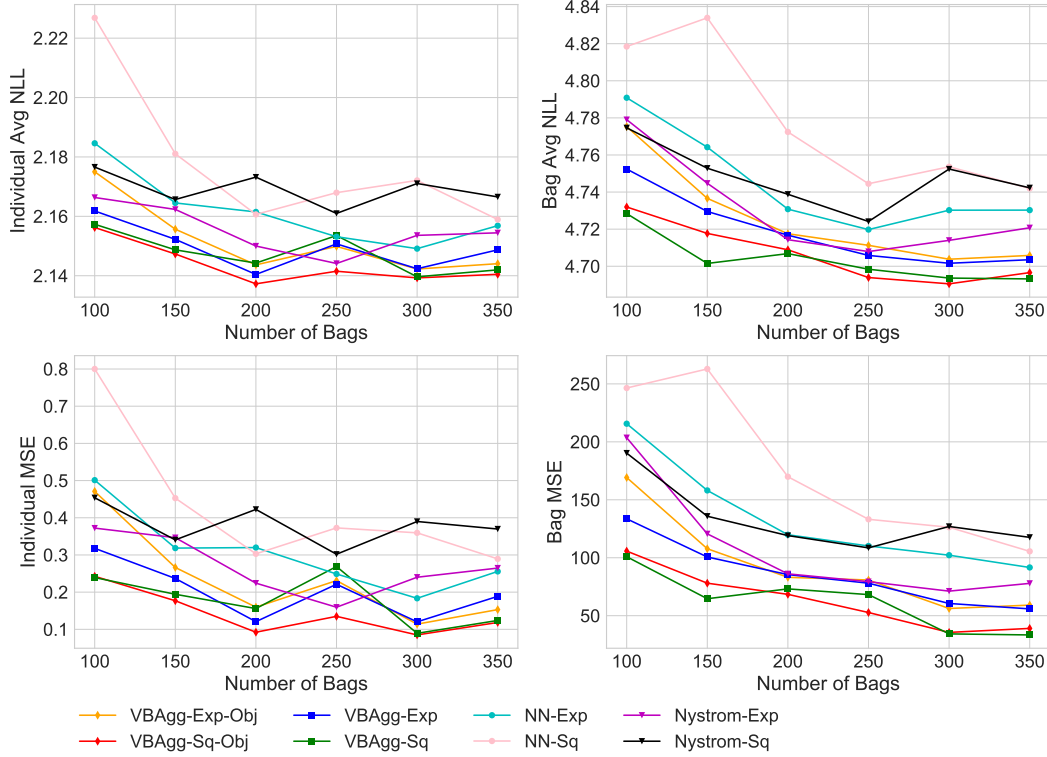 2.22
2.20
2.18
2.16
2.14
Individual Avg NLL
100 150 200 250 300 350
Number of Bags
4.84
4.82
4.80
4.78
4.76
4.74
4.72
4.70
Bag Avg NLL
100 150 200 250 300 350
Number of Bags
0.8
0.7
0.6
0.5
0.4
0.3
0.2
0.1
Individual MSE
100 150 200 250 300 350
Number of Bags
250
200
150
100
50
Bag MSE
100 150 200 250 300 350
Number of Bags
VBAgg-Exp-Obj VBAgg-Exp NN-Exp Nystrom-Exp
VBAgg-Sq-Obj VBAgg-Sq NN-Sq Nystrom-Sq